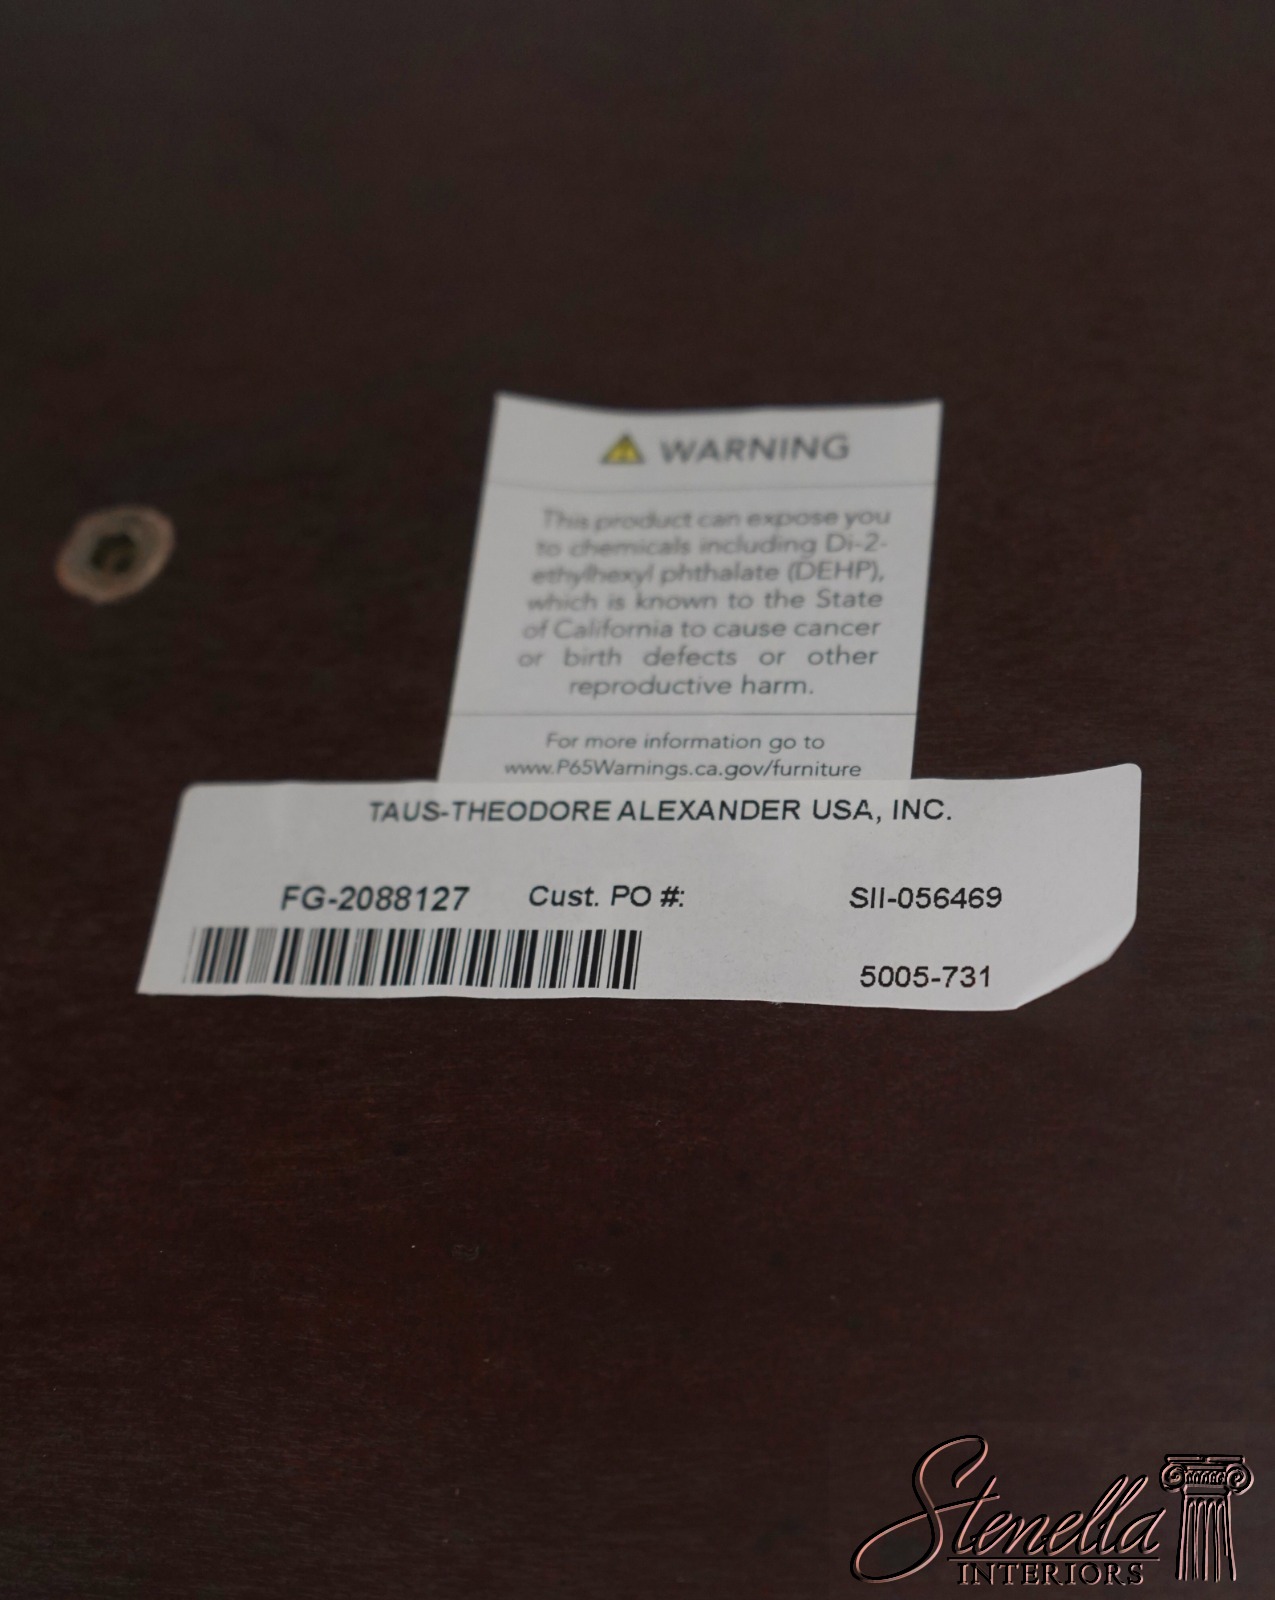 WARNING
This product can expose you
to chemicals including Di-2-
ethylhexyl phthalate (DEHP),
which is known to the State
of California to cause cancer
or birth defects or other
reproductive harm.
For more information go to
www.P65Warnings.ca.gov/furniture
TAUS-THEODORE ALEXANDER USA, INC.
FG-2088127 Cust. PO #: SII-056469
5005-731
Stenella
INTERIORS